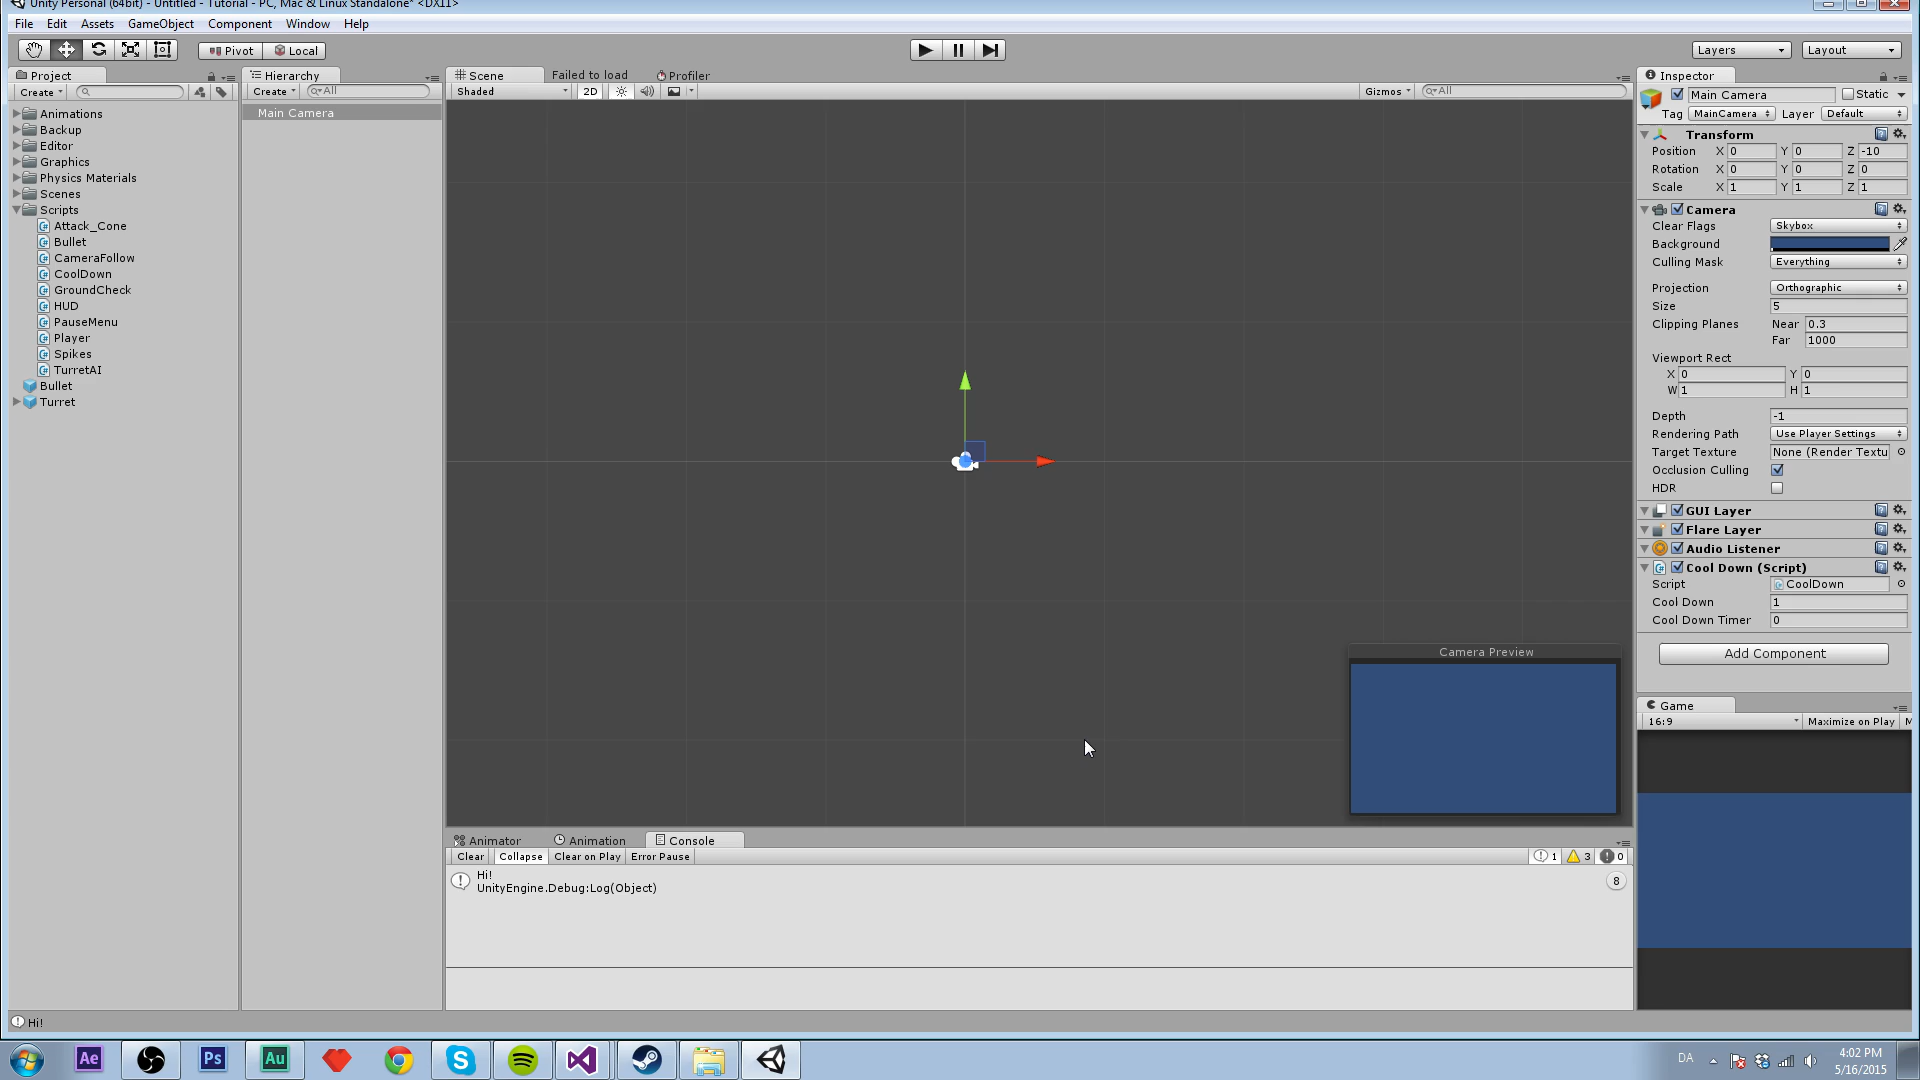 Unity Personal (64bit) - Untitled - Tutorial - PC, Mac & Linux Standalone* <DX11>
File Edit Assets GameObject Component Window Help
Pivot Local
Layers Layout
Project
Create
Animations
Backup
Editor
Graphics
Physics Materials
Scenes
Scripts
Attack_Cone
Bullet
CameraFollow
CoolDown
GroundCheck
HUD
PauseMenu
Player
Spikes
TurretAI
Bullet
Turret
Hierarchy
Create All
Main Camera
Scene Failed to load Profiler
Shaded 2D Gizmos All
Camera Preview
Inspector
Main Camera Static
Tag MainCamera Layer Default
Transform
Position X 0 Y 0 Z -10
Rotation X 0 Y 0 Z 0
Scale X 1 Y 1 Z 1
Camera
Clear Flags Skybox
Background
Culling Mask Everything
Projection Orthographic
Size 5
Clipping Planes Near 0.3
Far 1000
Viewport Rect
X 0 Y 0
W 1 H 1
Depth -1
Rendering Path Use Player Settings
Target Texture None (Render Textu
Occlusion Culling
HDR
GUI Layer
Flare Layer
Audio Listener
Cool Down (Script)
Script CoolDown
Cool Down 1
Cool Down Timer 0
Add Component
Game
16:9 Maximize on Play M
Animator Animation Console
Clear Collapse Clear on Play Error Pause 1 3 0
Hi!
UnityEngine.Debug:Log(Object)
8
Hi!
Ae Ps Au
DA
4:02 PM
5/16/2015